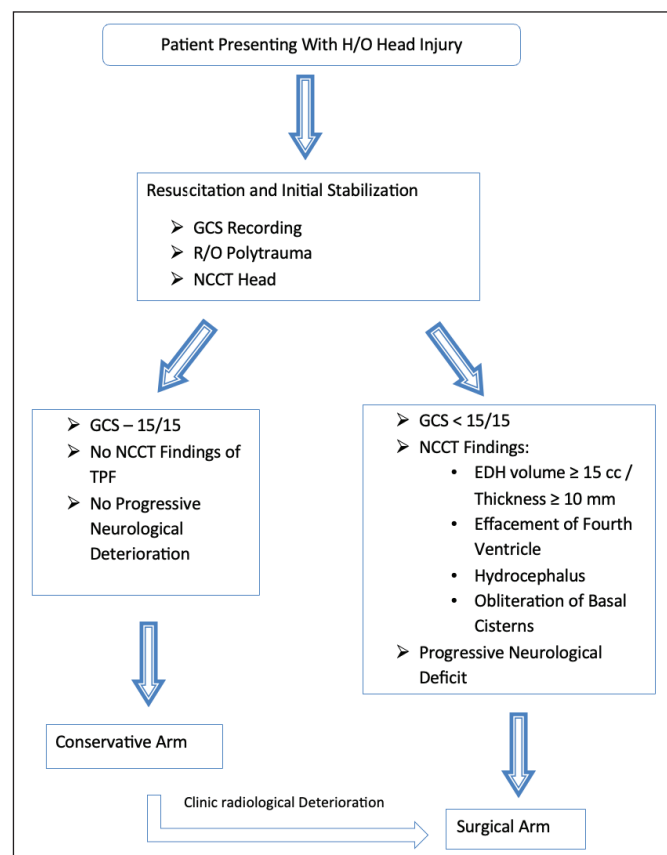 Patient Presenting With H/O Head Injury
Resuscitation and Initial Stabilization
➢ GCS Recording
➢ R/O Polytrauma
➢ NCCT Head
➢ GCS – 15/15
➢ No NCCT Findings of
TPF
➢ No Progressive
Neurological
Deterioration
Conservative Arm
➢ GCS < 15/15
➢ NCCT Findings:
• EDH volume ≥ 15 cc /
Thickness ≥ 10 mm
• Effacement of Fourth
Ventricle
• Hydrocephalus
• Obliteration of Basal
Cisterns
➢ Progressive Neurological
Deficit
Clinic radiological Deterioration
Surgical Arm